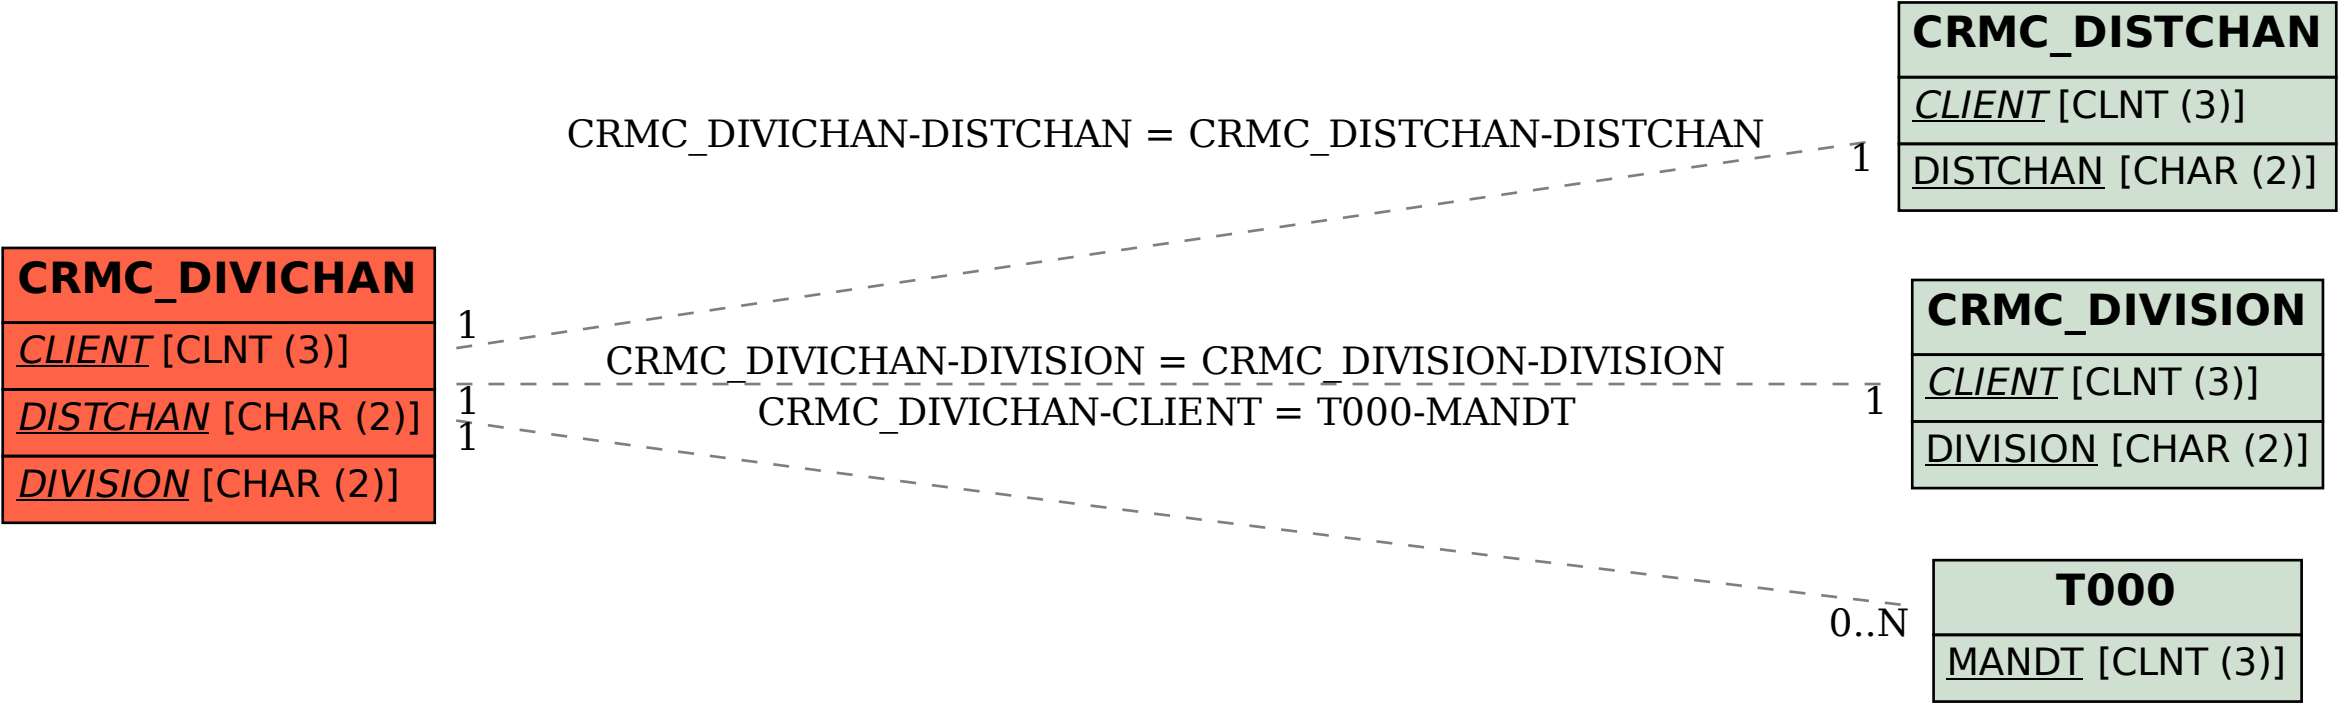 CRMC_DISTCHAN
CLIENT [CLNT (3)]
DISTCHAN [CHAR (2)]
CRMC_DIVICHAN-DISTCHAN = CRMC_DISTCHAN-DISTCHAN
1
CRMC_DIVICHAN
CLIENT [CLNT (3)]
DISTCHAN [CHAR (2)]
DIVISION [CHAR (2)]
1
CRMC_DIVICHAN-DIVISION = CRMC_DIVISION-DIVISION
1
1
CRMC_DIVICHAN-CLIENT = T000-MANDT
1
CRMC_DIVISION
CLIENT [CLNT (3)]
DIVISION [CHAR (2)]
0..N
T000
MANDT [CLNT (3)]